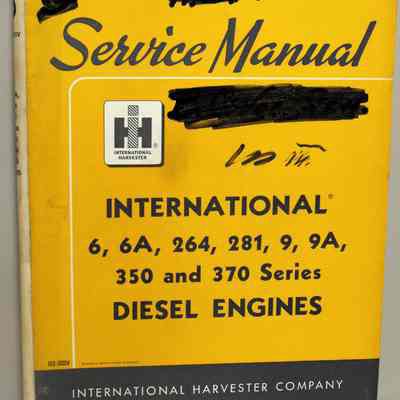 Service Manual
IH
INTERNATIONAL
HARVESTER
INTERNATIONAL®
6, 6A, 264, 281, 9, 9A,
350 and 370 Series
DIESEL ENGINES
INTERNATIONAL HARVESTER COMPANY